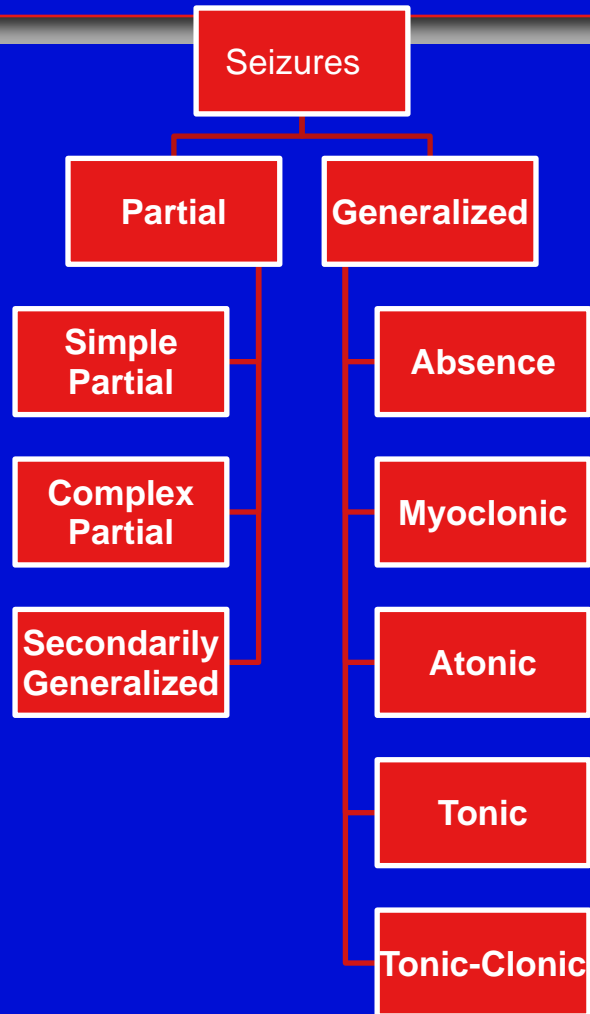 Seizures
Partial
Generalized
Simple
Partial
Complex
Partial
Secondarily
Generalized
Absence
Myoclonic
Atonic
Tonic
Tonic-Clonic